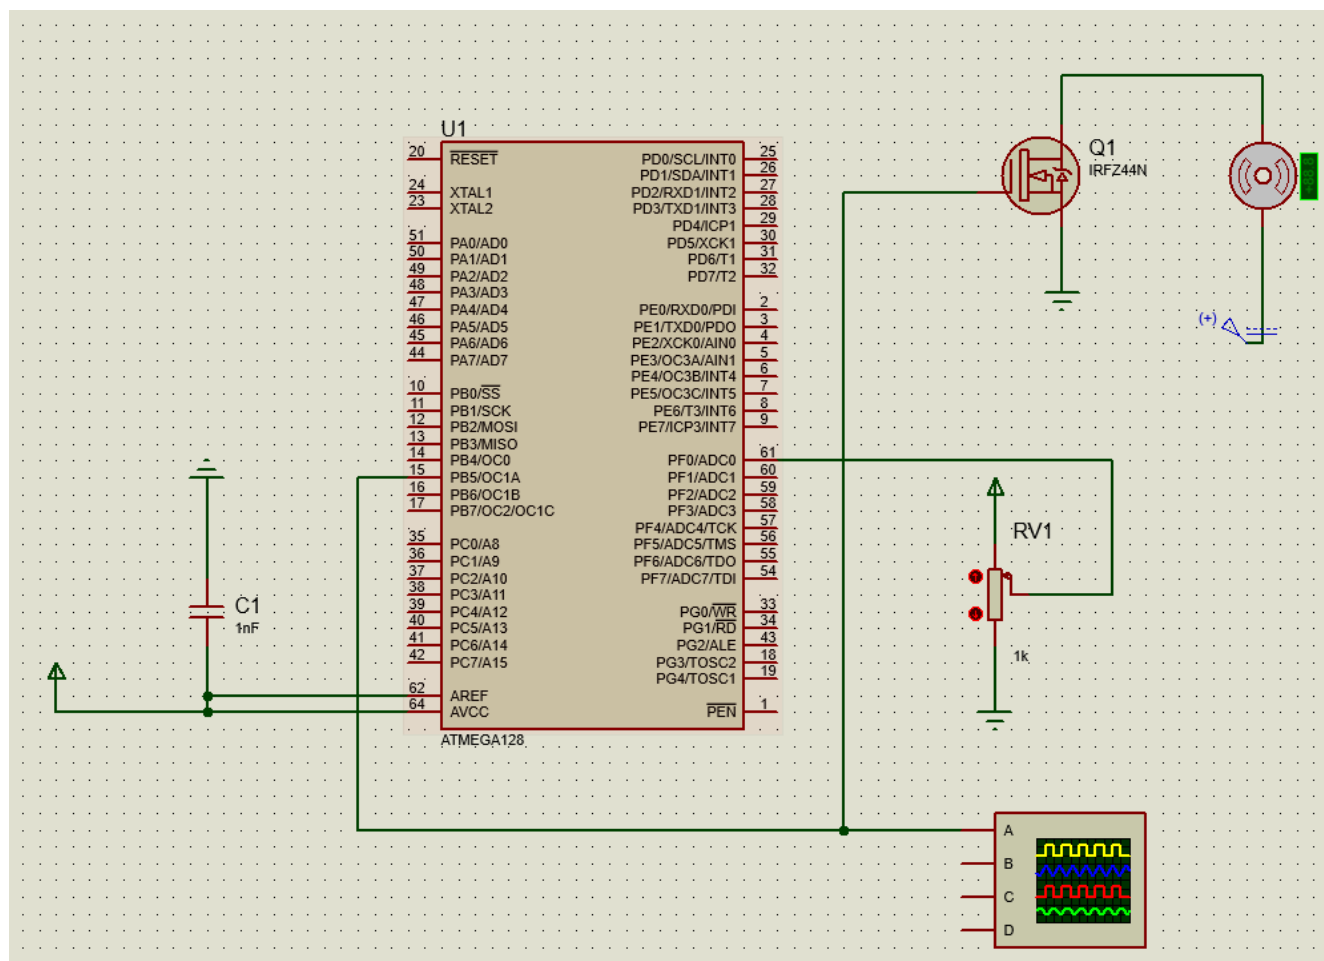 U1
20 RESET PD0/SCL/INT0 25
PD1/SDA/INT1 26
24 XTAL1 PD2/RXD1/INT2 27
23 XTAL2 PD3/TXD1/INT3 28
PD4/ICP1 29
51 PA0/AD0 PD5/XCK1 30
50 PA1/AD1 PD6/T1 31
49 PA2/AD2 PD7/T2 32
48 PA3/AD3
47 PA4/AD4 PE0/RXD0/PDI 2
46 PA5/AD5 PE1/TXD0/PDO 3
45 PA6/AD6 PE2/XCK0/AIN0 4
44 PA7/AD7 PE3/OC3A/AIN1 5
PE4/OC3B/INT4 6
10 PB0/SS PE5/OC3C/INT5 7
11 PB1/SCK PE6/T3/INT6 8
12 PB2/MOSI PE7/ICP3/INT7 9
13 PB3/MISO
14 PB4/OC0 PF0/ADC0 61
15 PB5/OC1A PF1/ADC1 60
16 PB6/OC1B PF2/ADC2 59
17 PB7/OC2/OC1C PF3/ADC3 58
PF4/ADC4/TCK 57
35 PC0/A8 PF5/ADC5/TMS 56
36 PC1/A9 PF6/ADC6/TDO 55
37 PC2/A10 PF7/ADC7/TDI 54
38 PC3/A11
39 PC4/A12 PG0/WR 33
40 PC5/A13 PG1/RD 34
41 PC6/A14 PG2/ALE 43
42 PC7/A15 PG3/TOSC2 18
PG4/TOSC1 19
62 AREF
64 AVCC PEN 1
ATMEGA128
Q1
IRFZ44N
+88.8
(+)
RV1
1k
C1
1nF
A
B
C
D